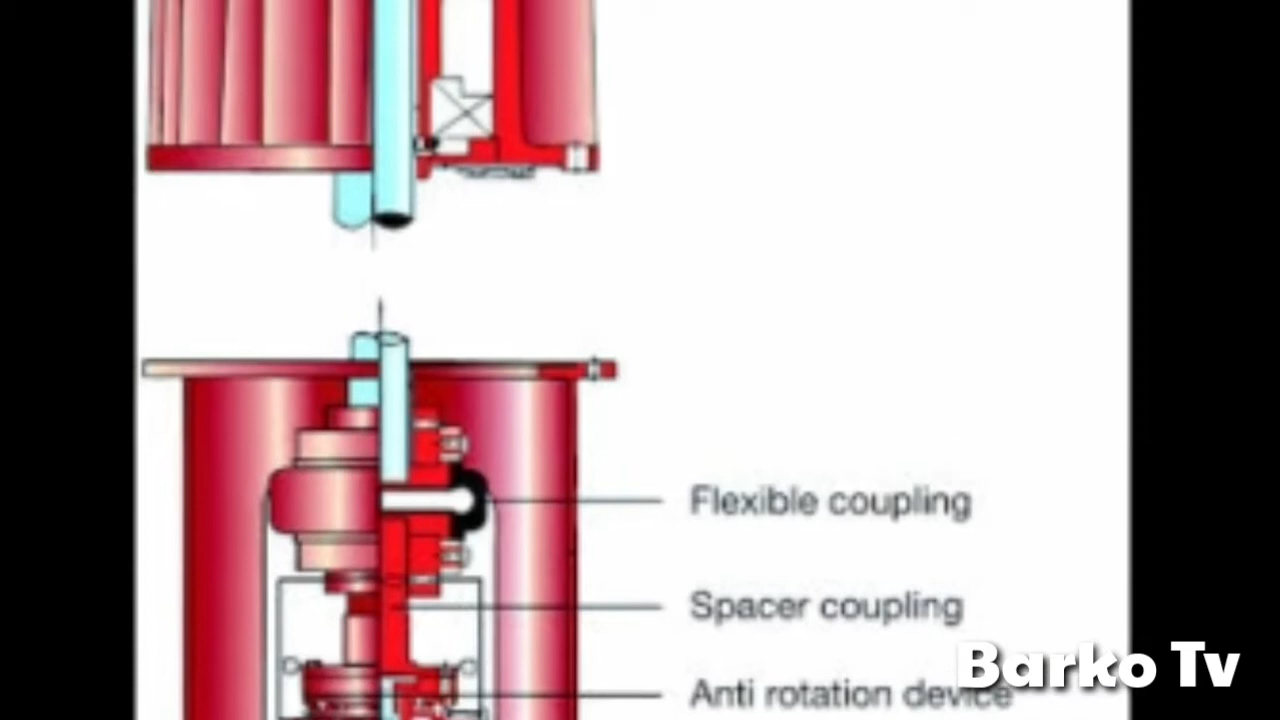 Flexible coupling
Spacer coupling
Barko Tv
Anti rotation device